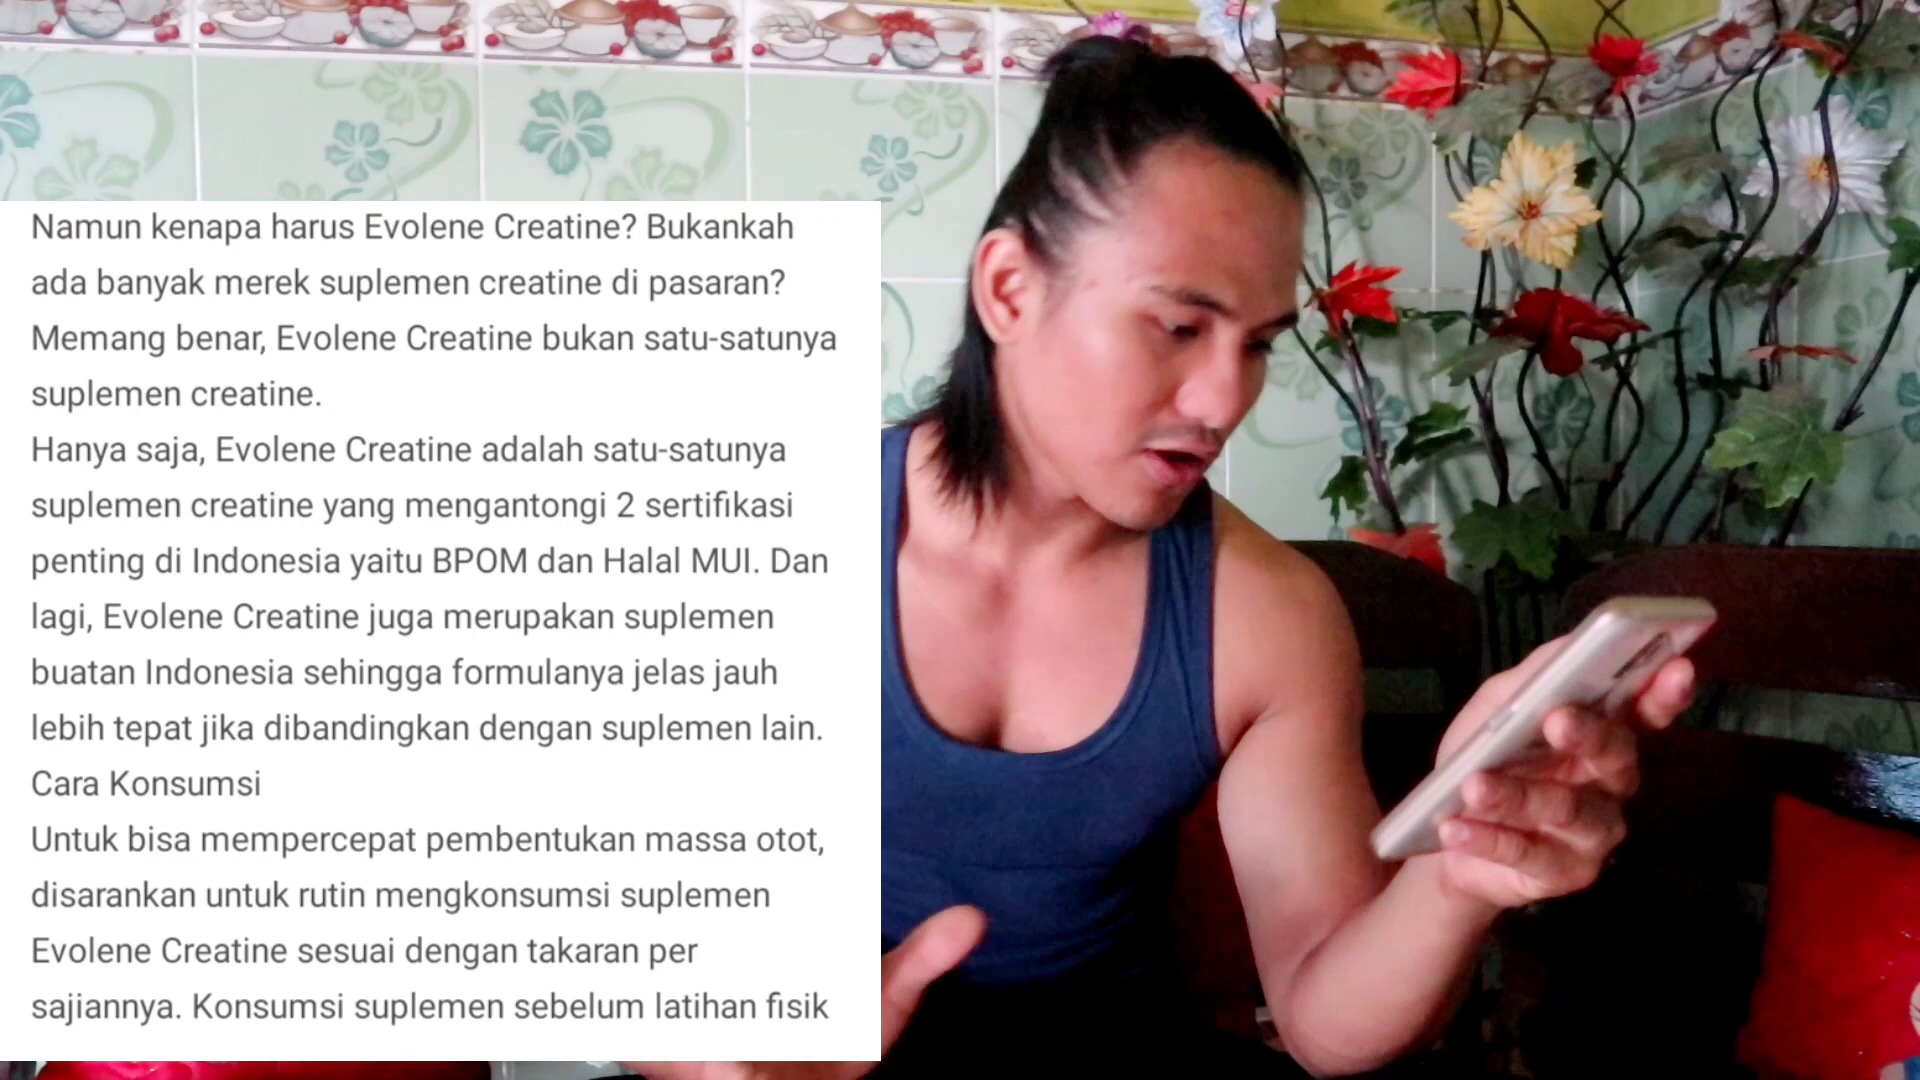 Namun kenapa harus Evolene Creatine? Bukankah
ada banyak merek suplemen creatine di pasaran?
Memang benar, Evolene Creatine bukan satu-satunya
suplemen creatine.
Hanya saja, Evolene Creatine adalah satu-satunya
suplemen creatine yang mengantongi 2 sertifikasi
penting di Indonesia yaitu BPOM dan Halal MUI. Dan
lagi, Evolene Creatine juga merupakan suplemen
buatan Indonesia sehingga formulanya jelas jauh
lebih tepat jika dibandingkan dengan suplemen lain.
Cara Konsumsi
Untuk bisa mempercepat pembentukan massa otot,
disarankan untuk rutin mengkonsumsi suplemen
Evolene Creatine sesuai dengan takaran per
sajiannya. Konsumsi suplemen sebelum latihan fisik